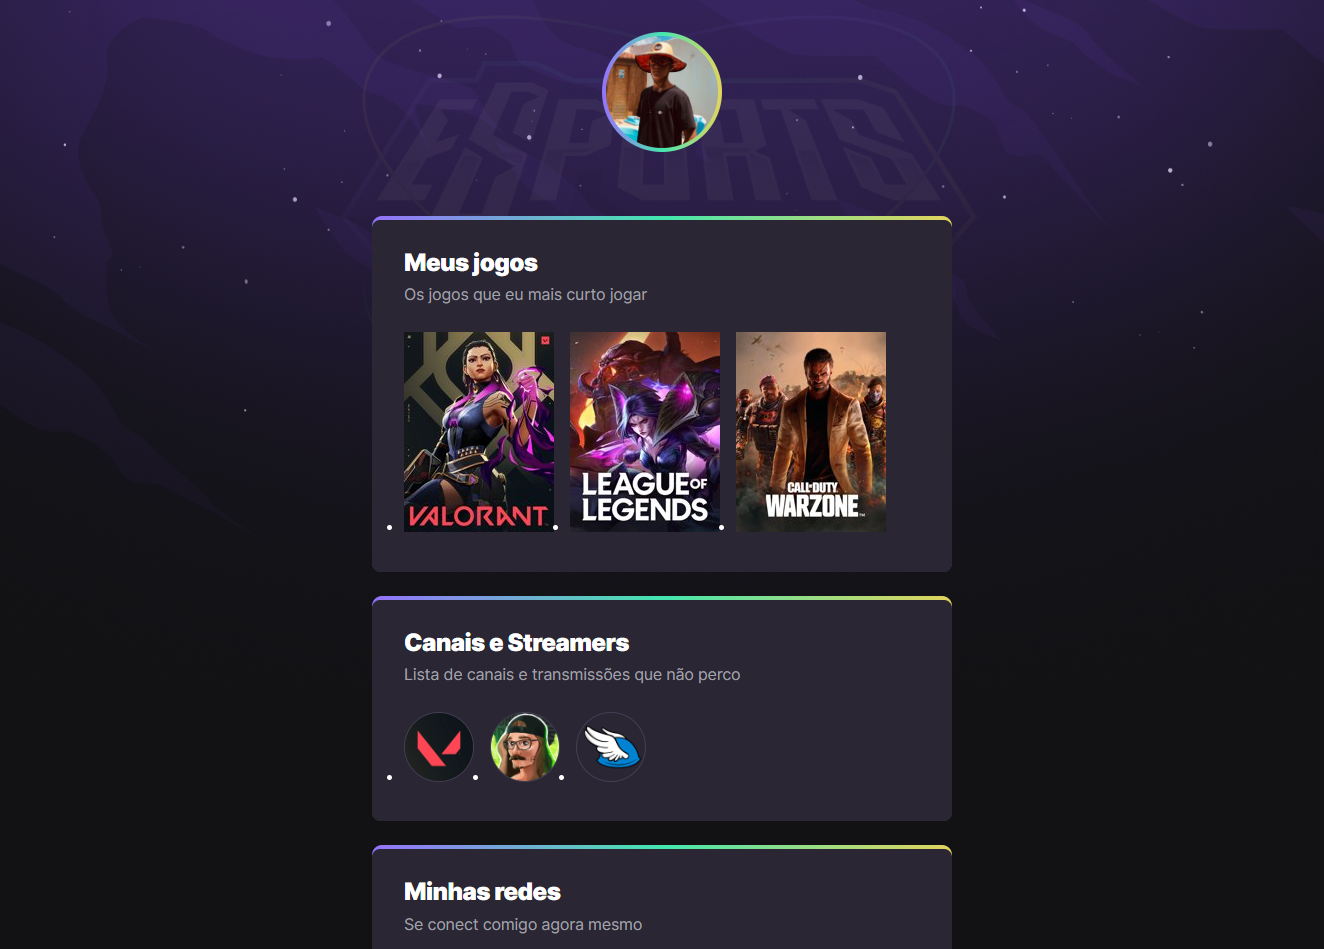 ESPORTS
Meus jogos
Os jogos que eu mais curto jogar
VALORANT
LEAGUE OF
LEGENDS
CALL OF DUTY
WARZONE™
Canais e Streamers
Lista de canais e transmissões que não perco
Minhas redes
Se conect comigo agora mesmo